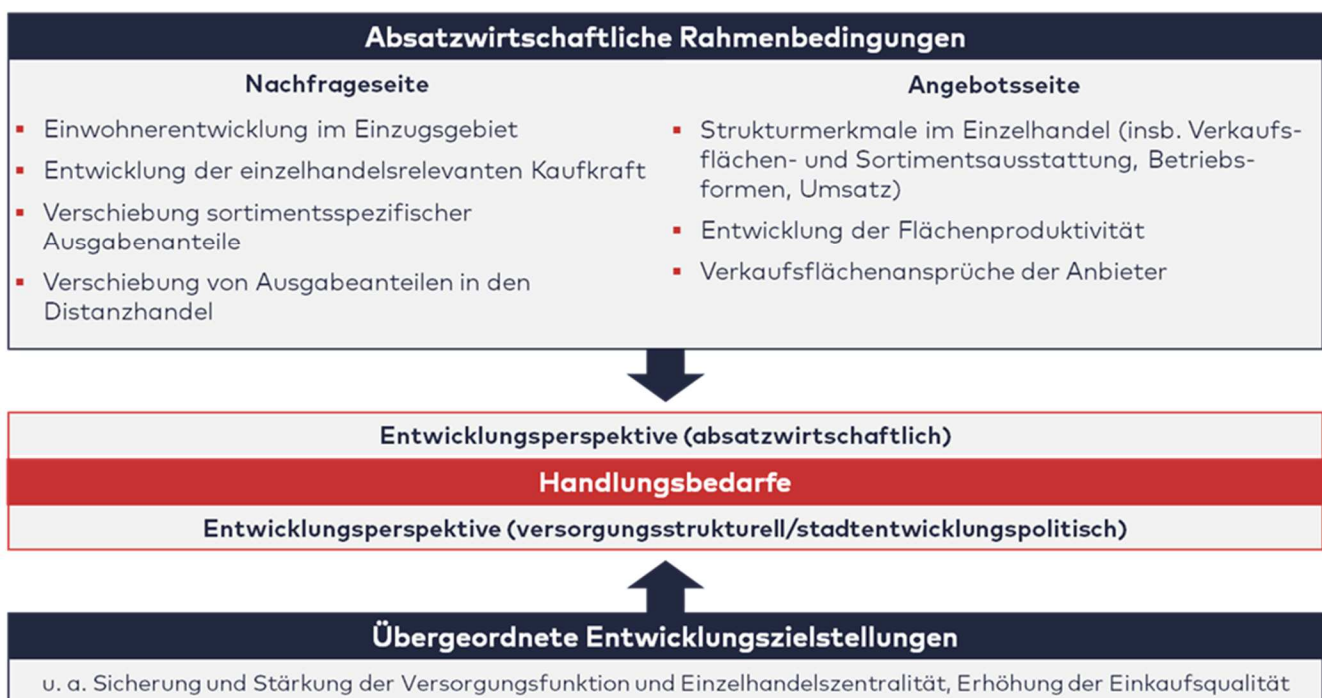 Absatzwirtschaftliche Rahmenbedingungen
Nachfrageseite
▪ Einwohnerentwicklung im Einzugsgebiet
▪ Entwicklung der einzelhandelsrelevanten Kaufkraft
▪ Verschiebung sortimentsspezifischer
Ausgabenanteile
▪ Verschiebung von Ausgabeanteilen in den
Distanzhandel
Angebotsseite
▪ Strukturmerkmale im Einzelhandel (insb. Verkaufs-
flächen- und Sortimentsausstattung, Betriebs-
formen, Umsatz)
▪ Entwicklung der Flächenproduktivität
▪ Verkaufsflächenansprüche der Anbieter
Entwicklungsperspektive (absatzwirtschaftlich)
Handlungsbedarfe
Entwicklungsperspektive (versorgungsstrukturell/stadtentwicklungspolitisch)
Übergeordnete Entwicklungszielstellungen
u. a. Sicherung und Stärkung der Versorgungsfunktion und Einzelhandelszentralität, Erhöhung der Einkaufsqualität